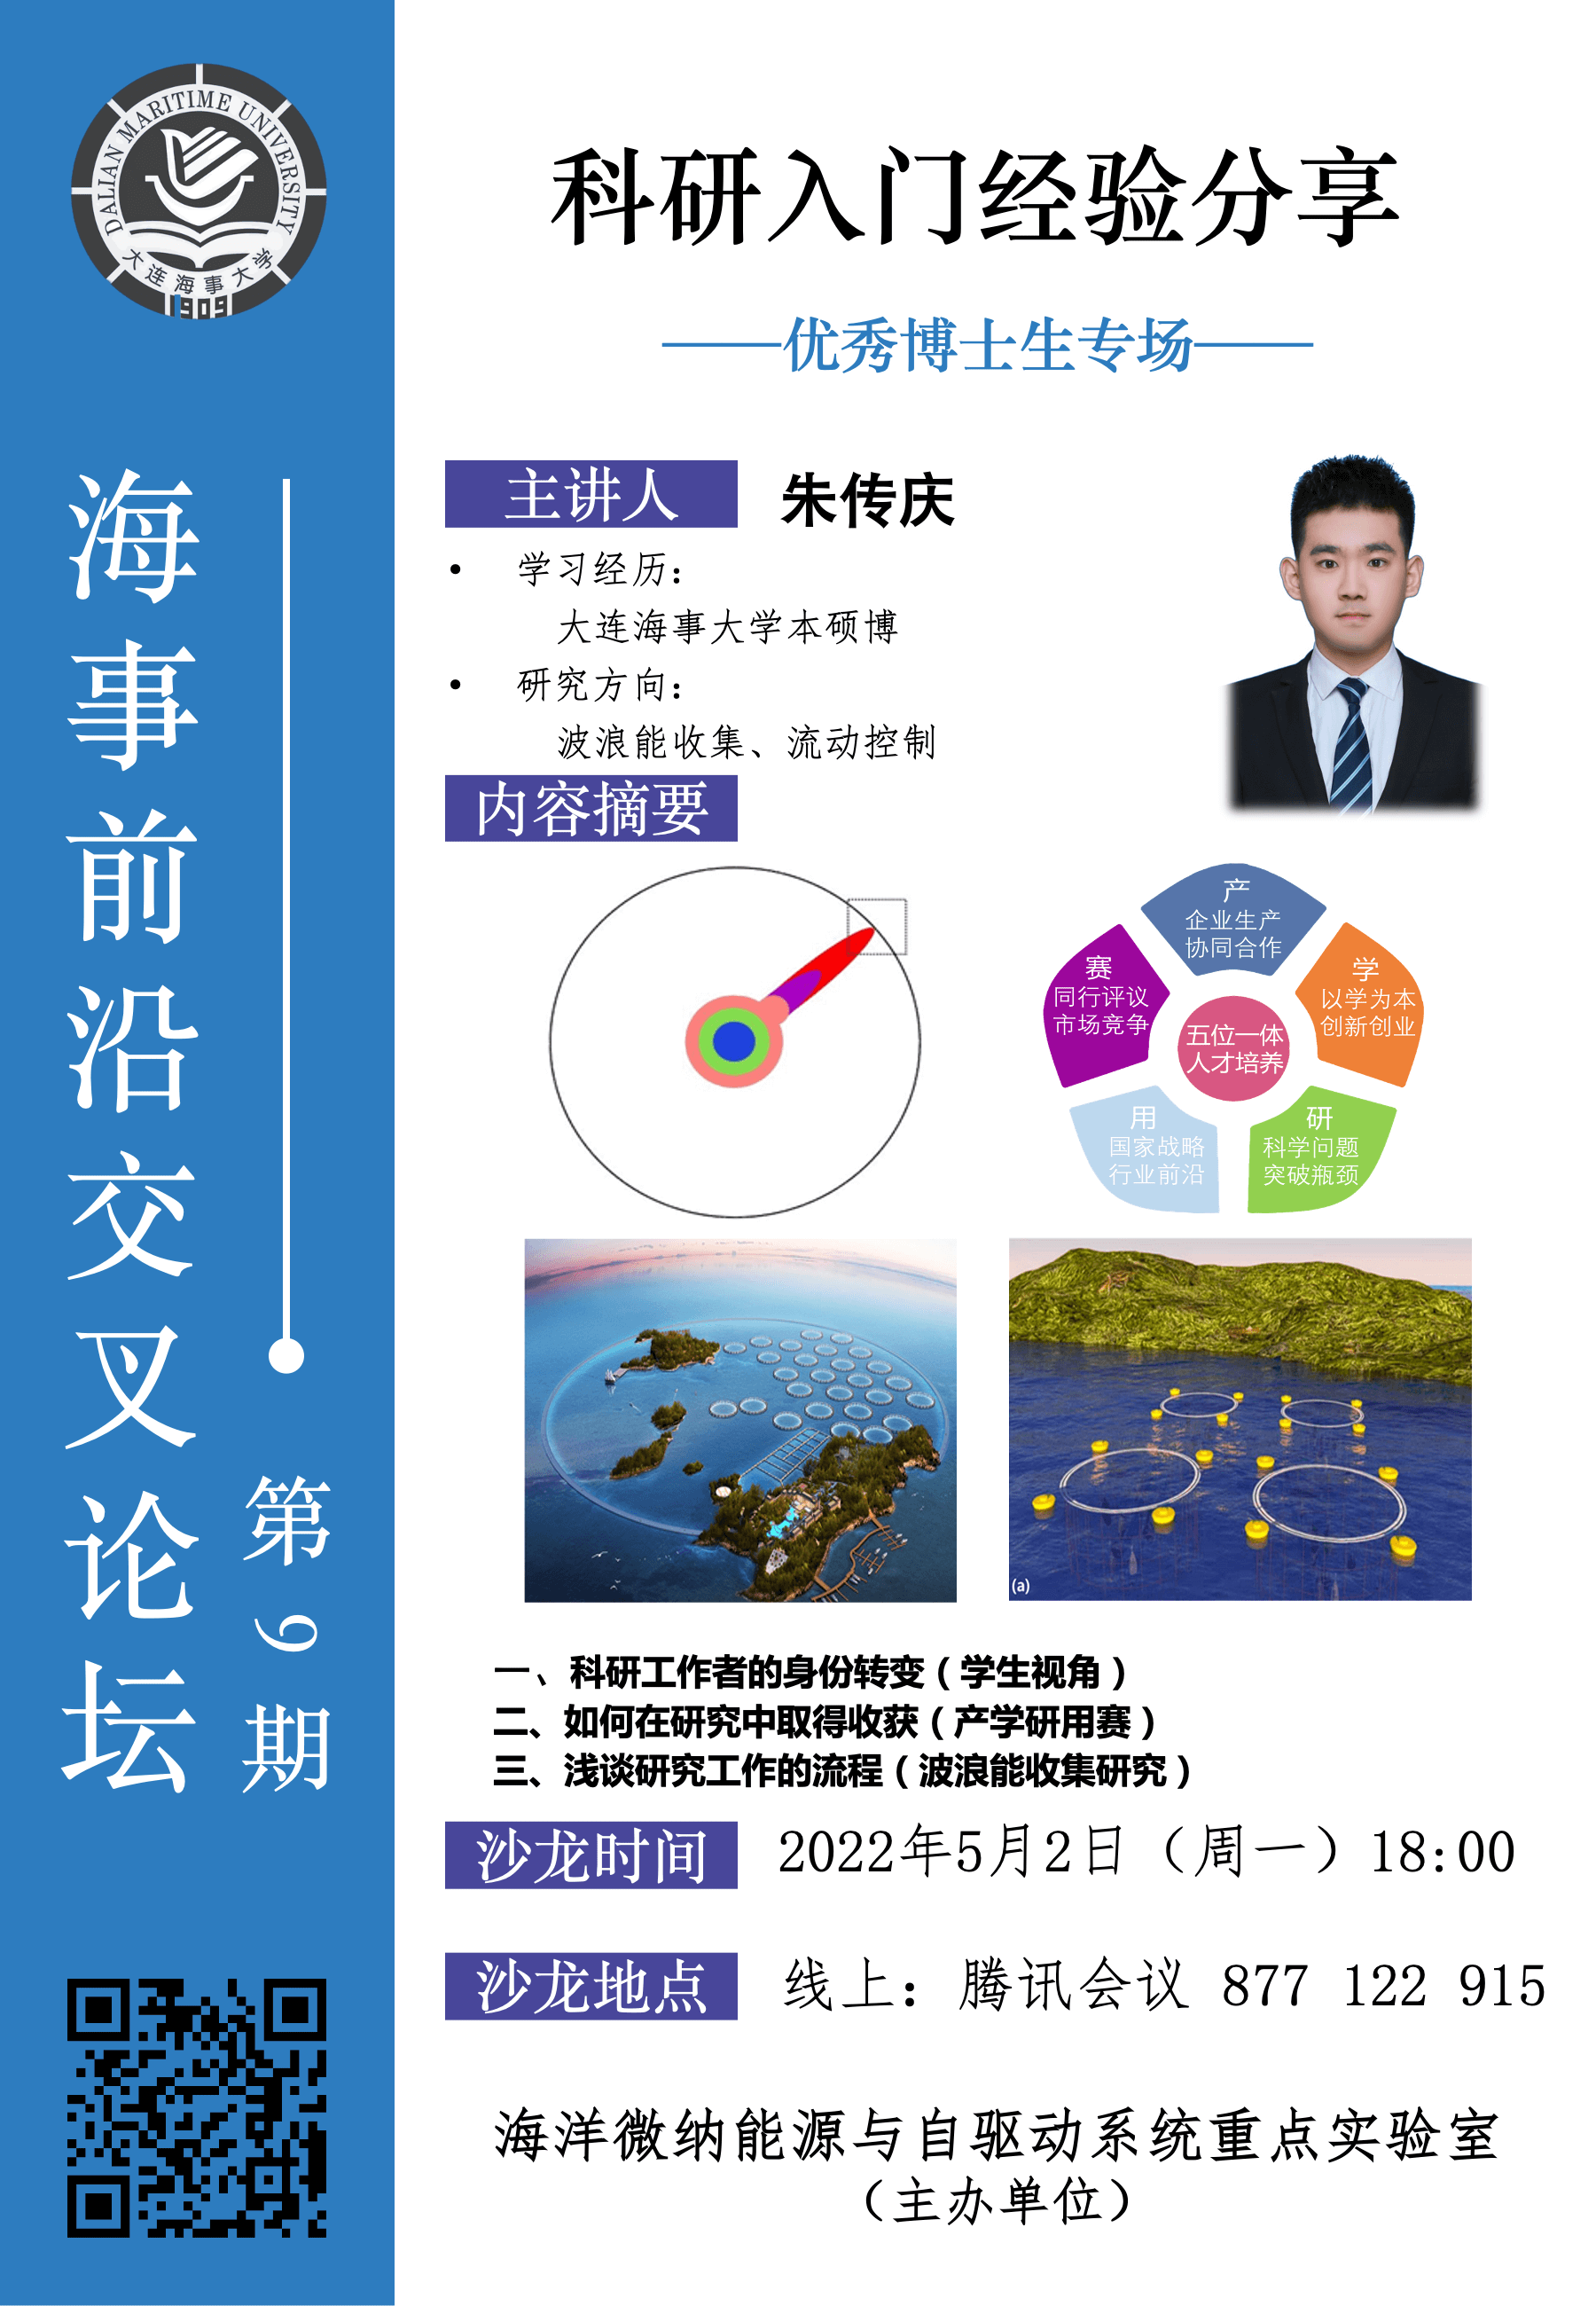 DALIAN MARITIME UNIVERSITY
大连海事大学
1909
海事前沿交叉论坛
第9期
科研入门经验分享
——优秀博士生专场——
主讲人 朱传庆
• 学习经历：
大连海事大学本硕博
• 研究方向：
波浪能收集、流动控制
内容摘要
产
企业生产
协同合作
学
以学为本
创新创业
研
科学问题
突破瓶颈
用
国家战略
行业前沿
赛
同行评议
市场竞争
五位一体
人才培养
(a)
一、科研工作者的身份转变（学生视角）
二、如何在研究中取得收获（产学研用赛）
三、浅谈研究工作的流程（波浪能收集研究）
沙龙时间 2022年5月2日（周一）18:00
沙龙地点 线上：腾讯会议 877 122 915
海洋微纳能源与自驱动系统重点实验室
（主办单位）